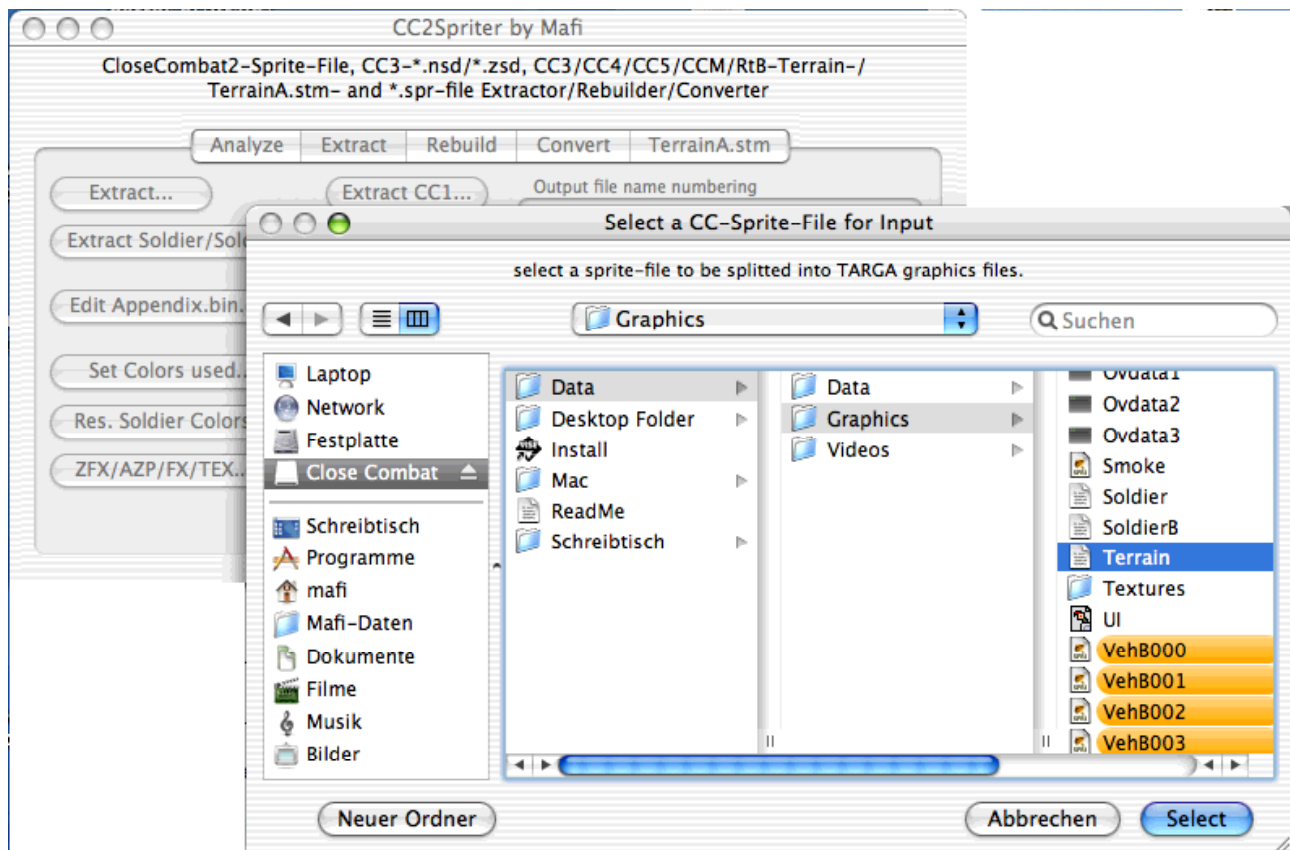 CC2Spriter by Mafi
CloseCombat2-Sprite-File, CC3-*.nsd/*.zsd, CC3/CC4/CC5/CCM/RtB-Terrain-/
TerrainA.stm- and *.spr-file Extractor/Rebuilder/Converter
Analyze Extract Rebuild Convert TerrainA.stm
Extract... Extract CC1... Output file name numbering
Extract Soldier/Sol
Edit Appendix.bin.
Set Colors used..
Res. Soldier Colors
ZFX/AZP/FX/TEX..
Select a CC-Sprite-File for Input
select a sprite-file to be splitted into TARGA graphics files.
Graphics
Suchen
Laptop
Network
Festplatte
Close Combat
Schreibtisch
Programme
mafi
Mafi-Daten
Dokumente
Filme
Musik
Bilder
Data
Desktop Folder
Install
Mac
ReadMe
Schreibtisch
Data
Graphics
Videos
Ovdata1
Ovdata2
Ovdata3
Smoke
Soldier
SoldierB
Terrain
Textures
UI
VehB000
VehB001
VehB002
VehB003
Neuer Ordner Abbrechen Select